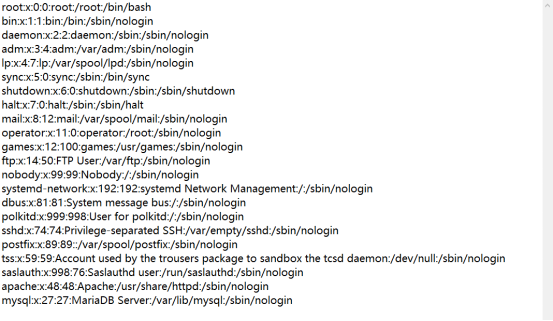 root:x:0:0:root:/root:/bin/bash
bin:x:1:1:bin:/bin:/sbin/nologin
daemon:x:2:2:daemon:/sbin:/sbin/nologin
adm:x:3:4:adm:/var/adm:/sbin/nologin
lp:x:4:7:lp:/var/spool/lpd:/sbin/nologin
sync:x:5:0:sync:/sbin:/bin/sync
shutdown:x:6:0:shutdown:/sbin:/sbin/shutdown
halt:x:7:0:halt:/sbin:/sbin/halt
mail:x:8:12:mail:/var/spool/mail:/sbin/nologin
operator:x:11:0:operator:/root:/sbin/nologin
games:x:12:100:games:/usr/games:/sbin/nologin
ftp:x:14:50:FTP User:/var/ftp:/sbin/nologin
nobody:x:99:99:Nobody:/:/sbin/nologin
systemd-network:x:192:192:systemd Network Management:/:/sbin/nologin
dbus:x:81:81:System message bus:/:/sbin/nologin
polkitd:x:999:998:User for polkitd:/:/sbin/nologin
sshd:x:74:74:Privilege-separated SSH:/var/empty/sshd:/sbin/nologin
postfix:x:89:89::/var/spool/postfix:/sbin/nologin
tss:x:59:59:Account used by the trousers package to sandbox the tcsd daemon:/dev/null:/sbin/nologin
saslauth:x:998:76:Saslauthd user:/run/saslauthd:/sbin/nologin
apache:x:48:48:Apache:/usr/share/httpd:/sbin/nologin
mysql:x:27:27:MariaDB Server:/var/lib/mysql:/sbin/nologin